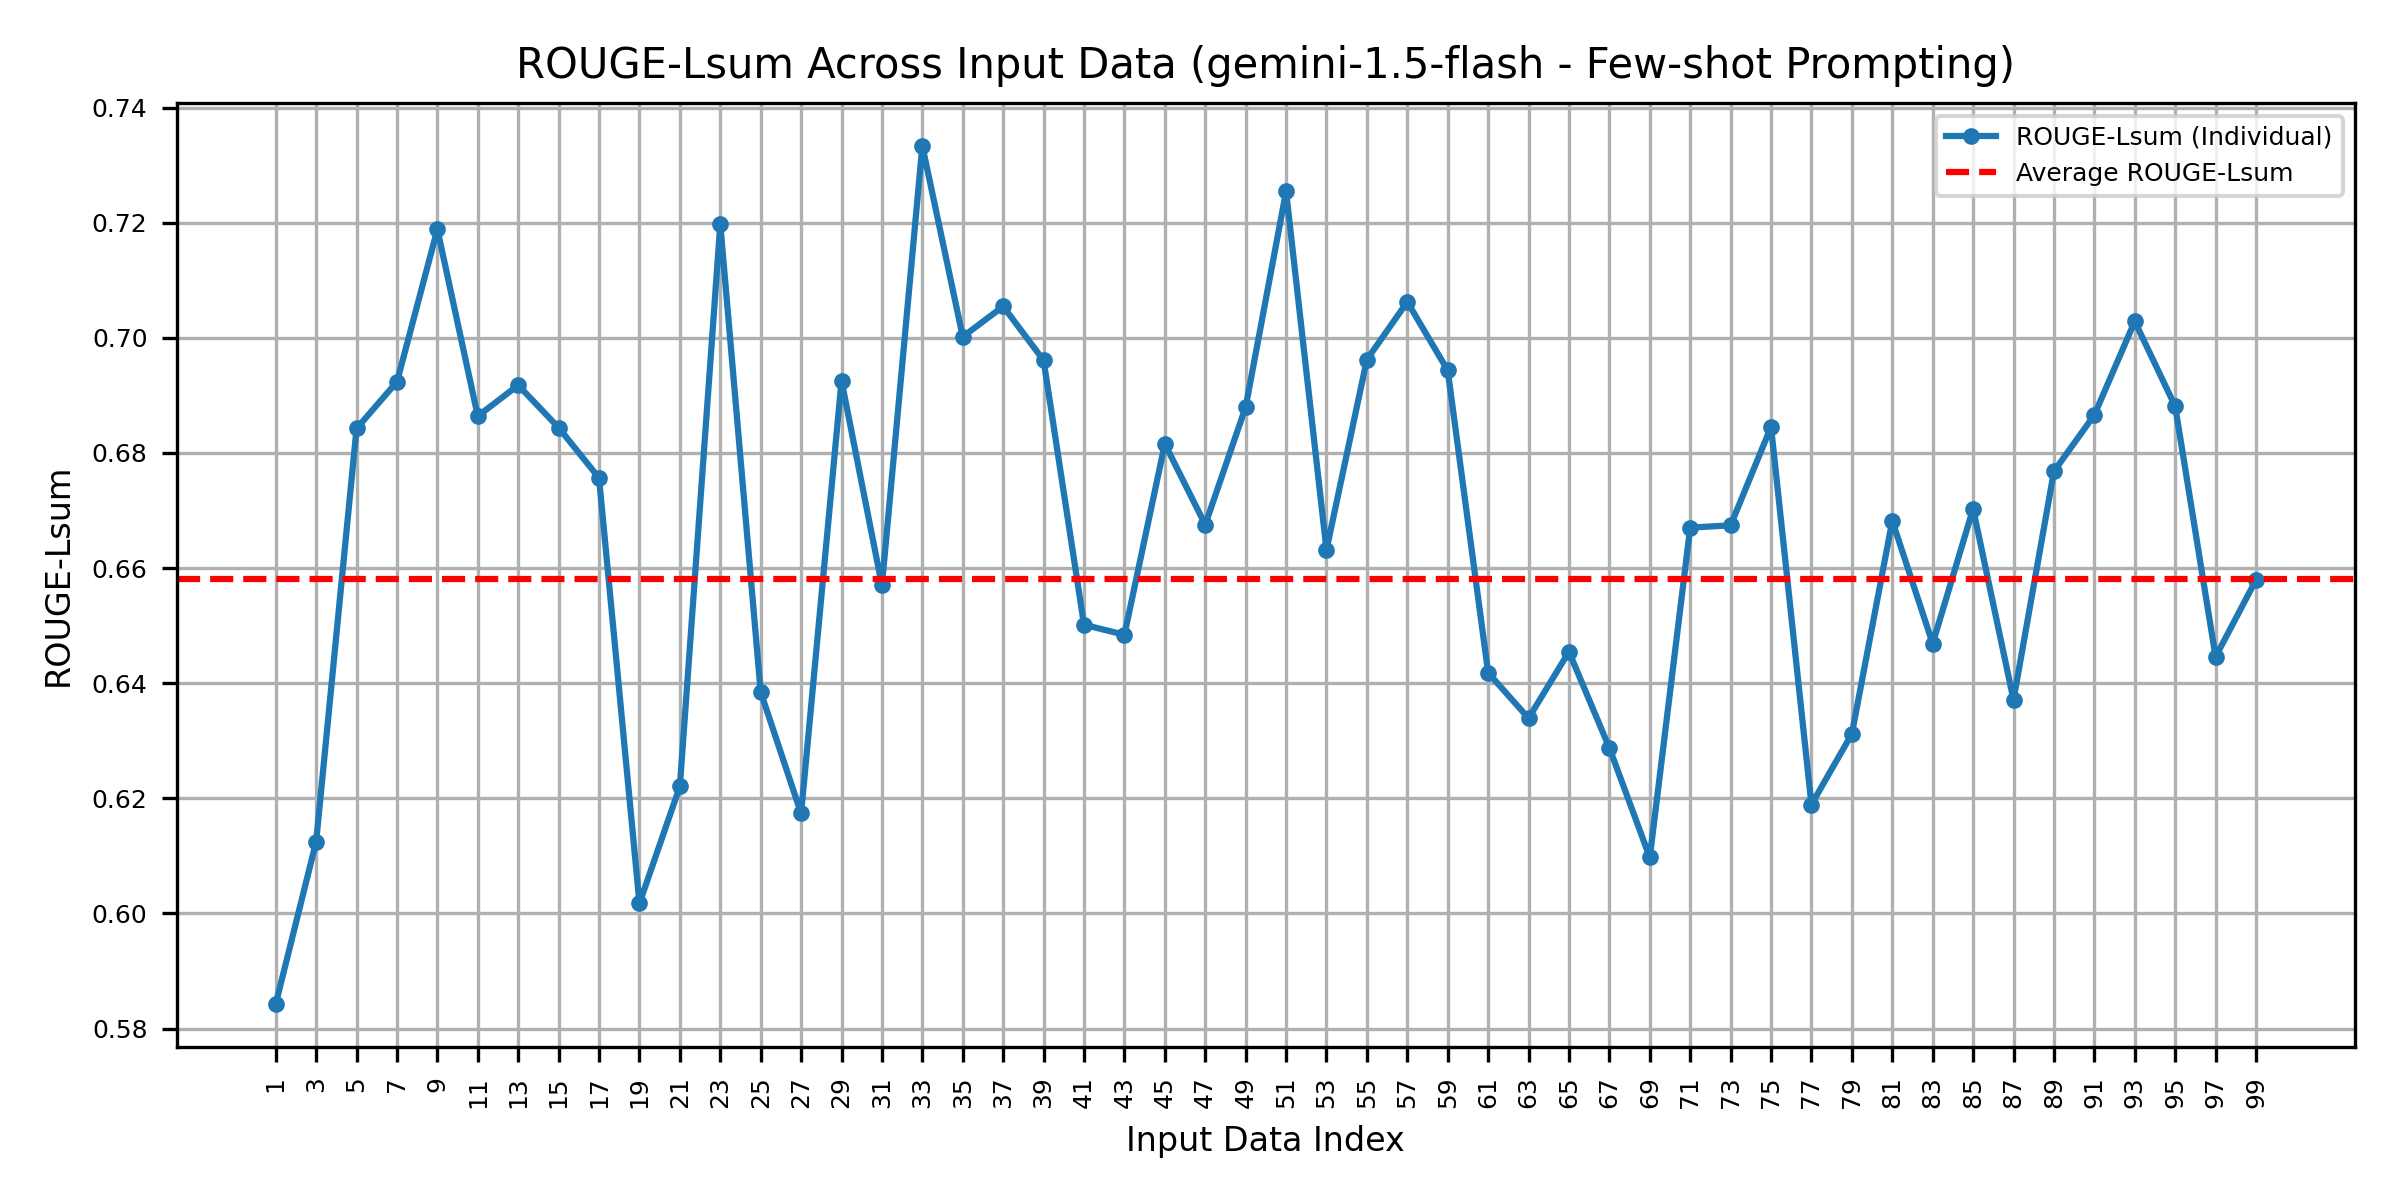 ROUGE-Lsum Across Input Data (gemini-1.5-flash - Few-shot Prompting)
ROUGE-Lsum (Individual)
Average ROUGE-Lsum
ROUGE-Lsum
0.74
0.72
0.70
0.68
0.66
0.64
0.62
0.60
0.58
1 3 5 7 9 11 13 15 17 19 21 23 25 27 29 31 33 35 37 39 41 43 45 47 49 51 53 55 57 59 61 63 65 67 69 71 73 75 77 79 81 83 85 87 89 91 93 95 97 99
Input Data Index